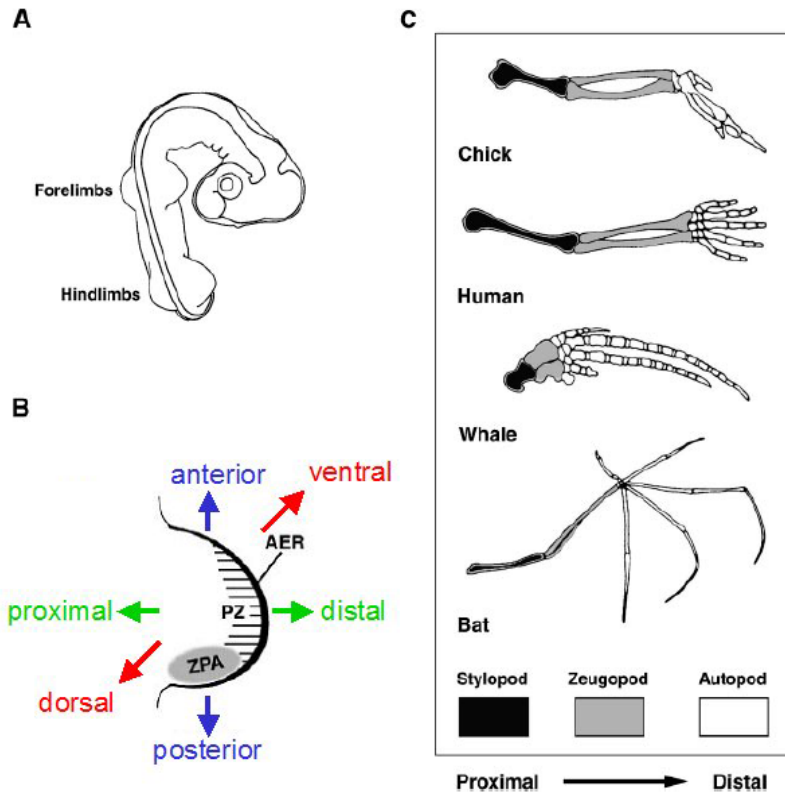 A
Forelimbs
Hindlimbs
B
anterior
ventral
AER
proximal
PZ
distal
ZPA
dorsal
posterior
C
Chick
Human
Whale
Bat
Stylopod Zeugopod Autopod
Proximal Distal